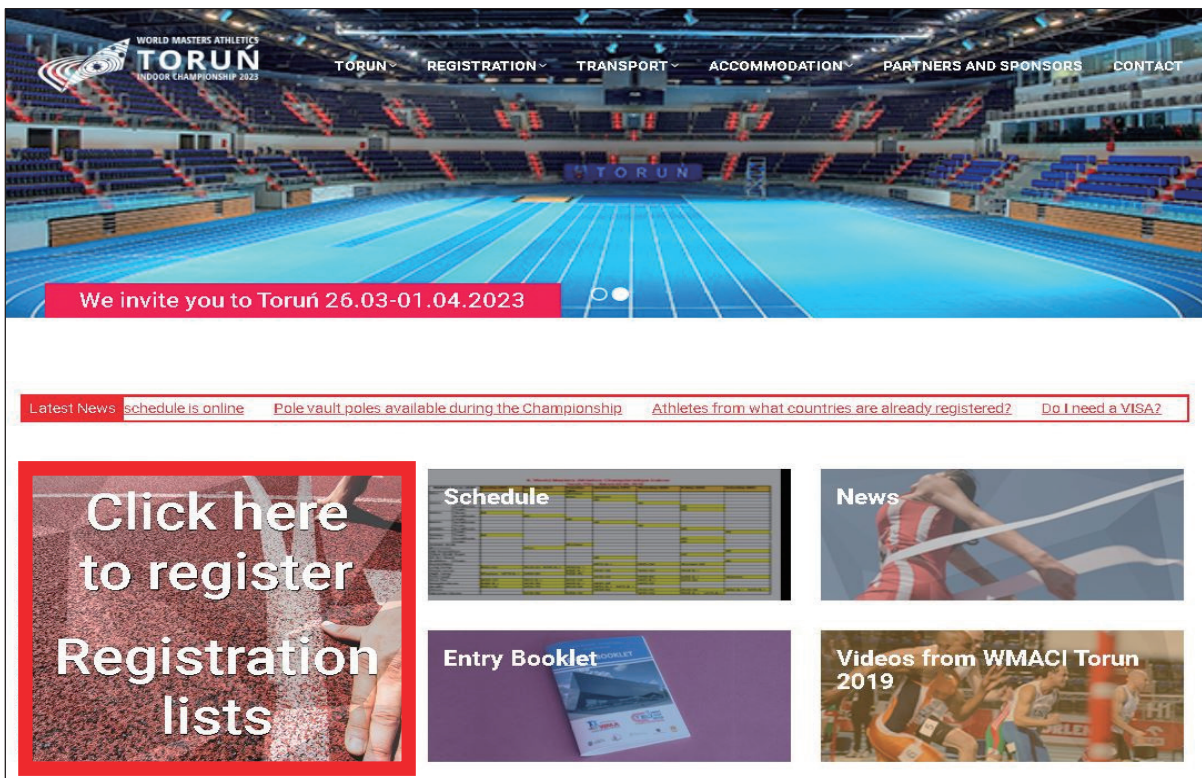 WORLD MASTERS ATHLETICS
TORUŃ
INDOOR CHAMPIONSHIP 2023
TORUN REGISTRATION TRANSPORT ACCOMMODATION PARTNERS AND SPONSORS CONTACT
TORUN
We invite you to Toruń 26.03-01.04.2023
Latest News schedule is online Pole vault poles available during the Championship Athletes from what countries are already registered? Do I need a VISA?
Click here
to register
Registration
lists
Schedule
News
Entry Booklet
BOOKLET
Videos from WMACI Torun
2019